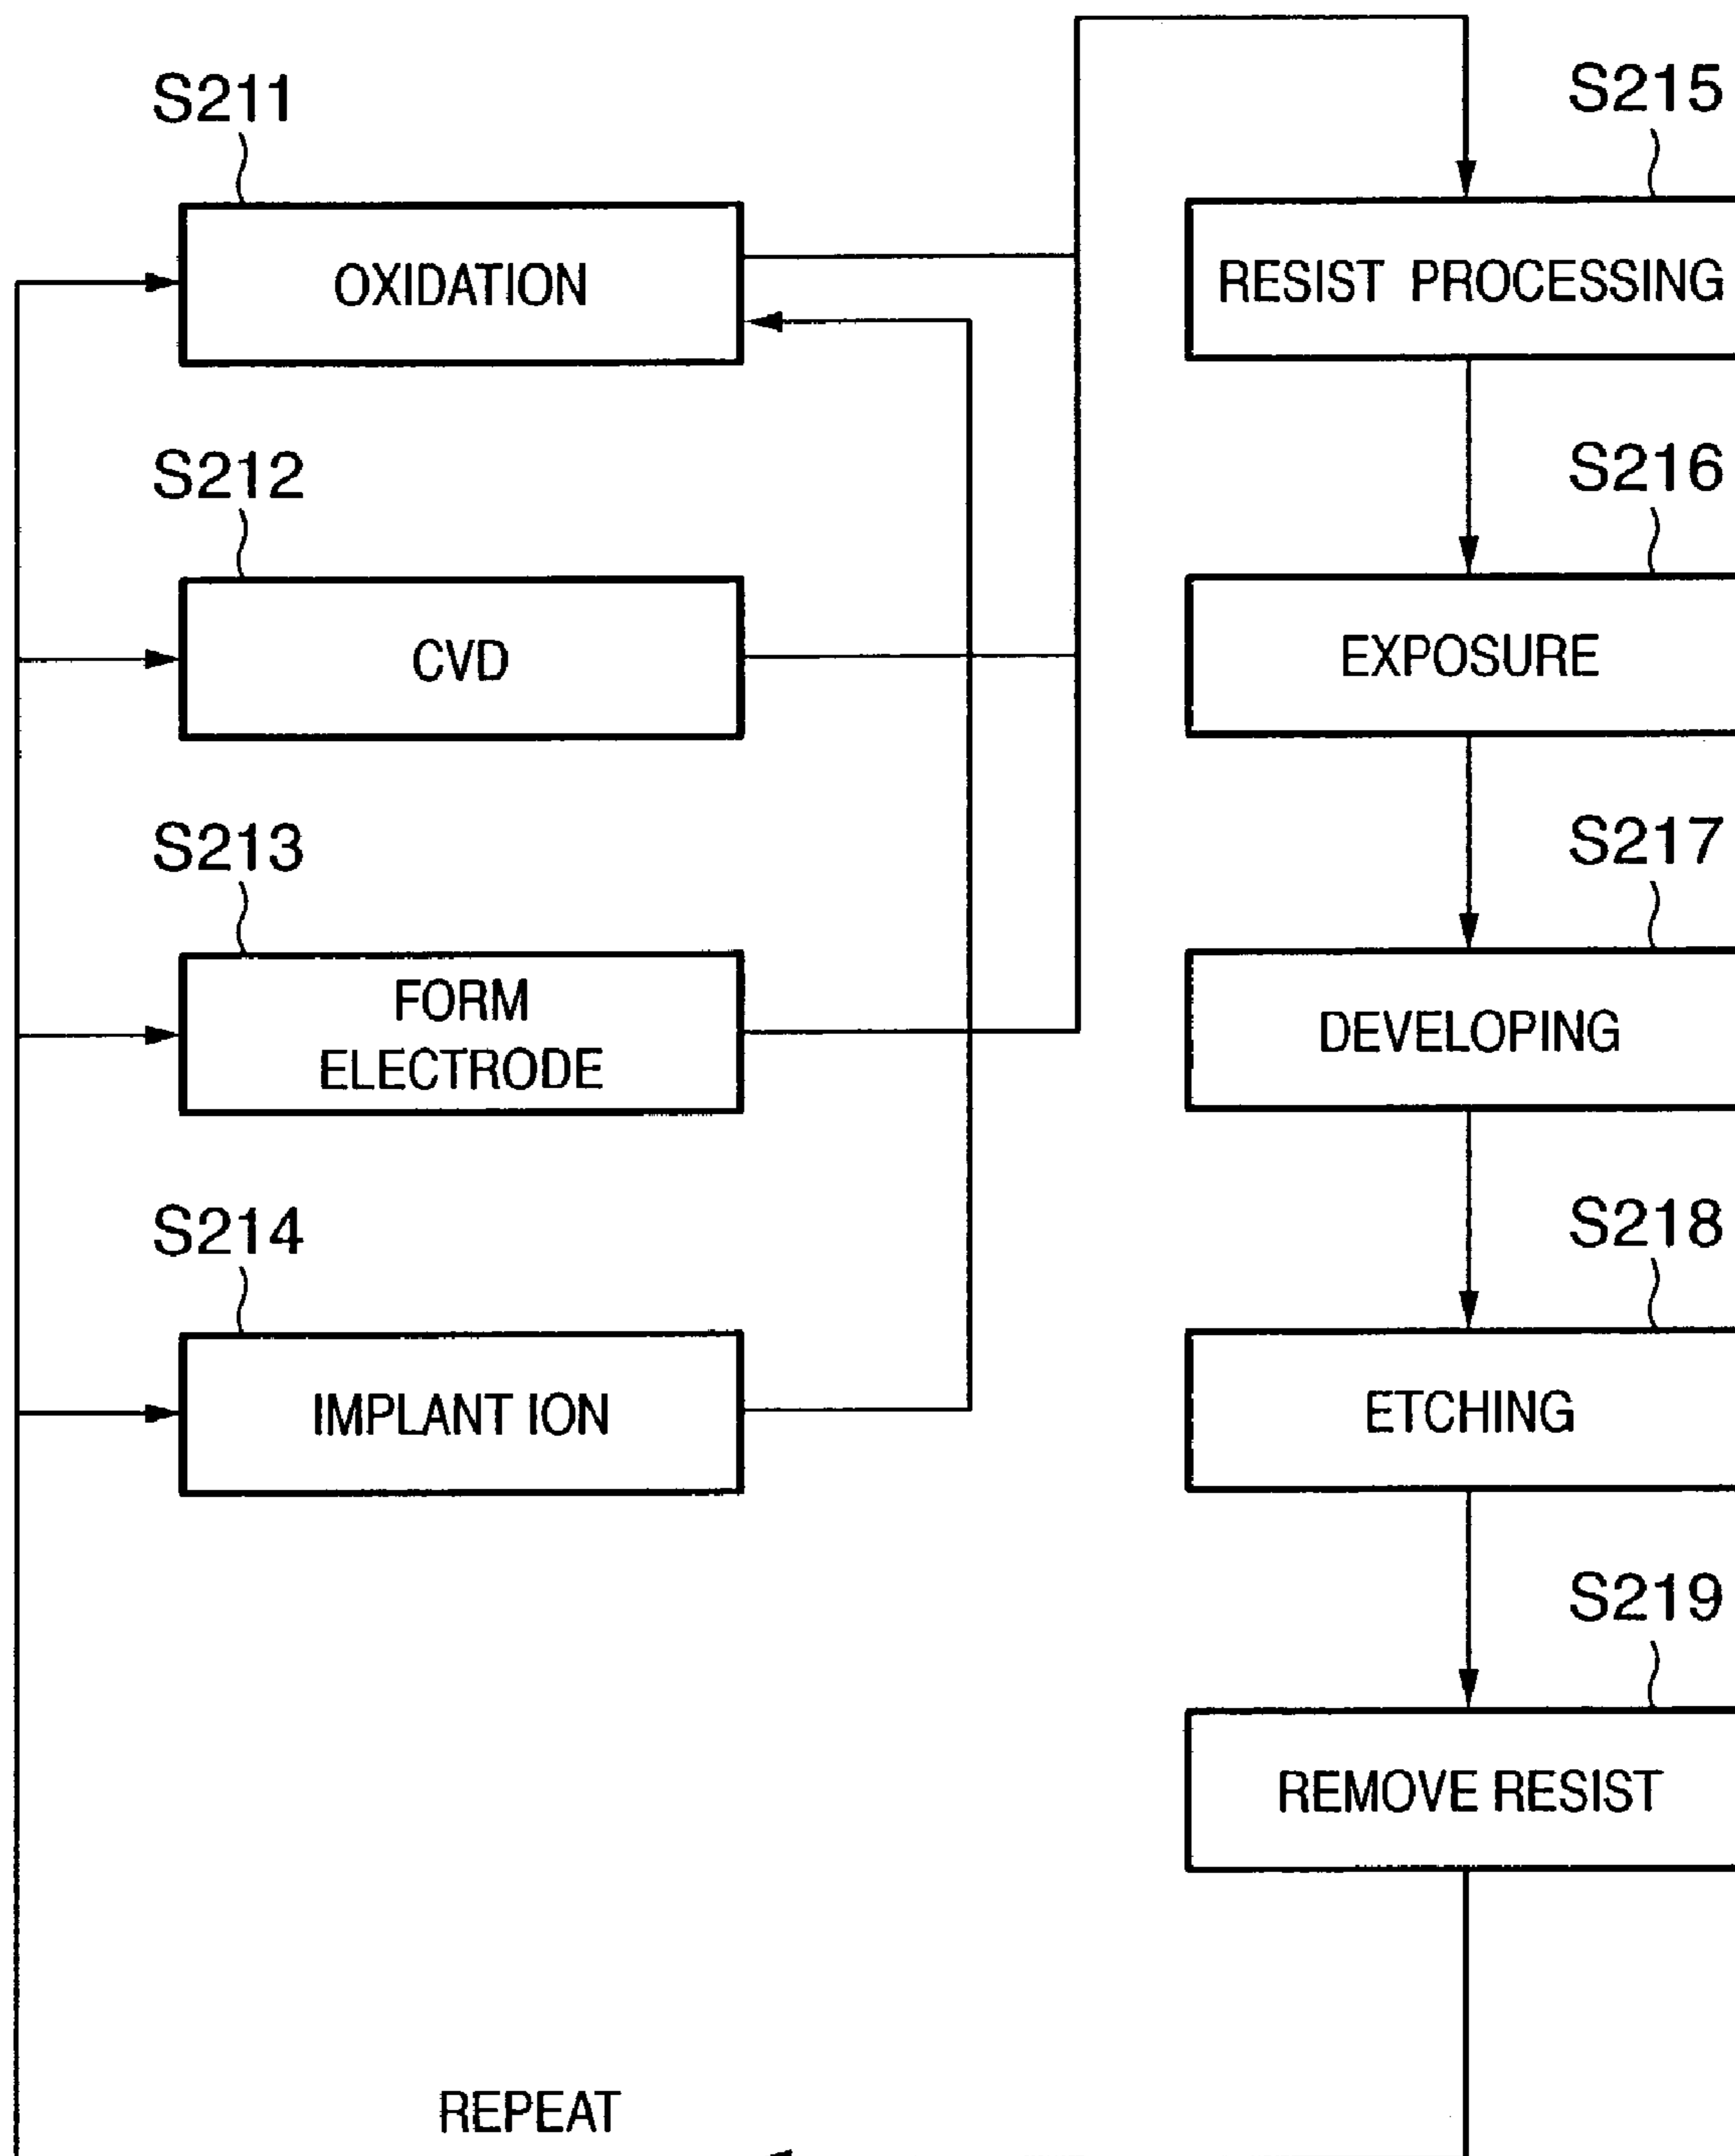 S211
OXIDATION
S212
CVD
S213
FORM
ELECTRODE
S214
IMPLANT ION
S215
RESIST PROCESSING
S216
EXPOSURE
S217
DEVELOPING
S218
ETCHING
S219
REMOVE RESIST
REPEAT